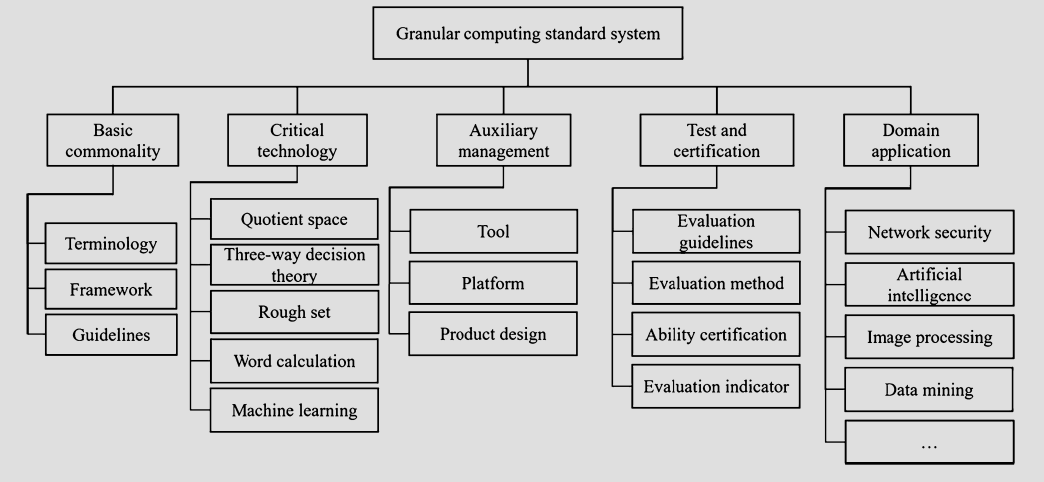 Granular computing standard system
Basic
commonality
Critical
technology
Auxiliary
management
Test and
certification
Domain
application
Terminology
Framework
Guidelines
Quotient space
Three-way decision
theory
Rough set
Word calculation
Machine learning
Tool
Platform
Product design
Evaluation
guidelines
Evaluation method
Ability certification
Evaluation indicator
Network security
Artificial
intelligence
Image processing
Data mining
...